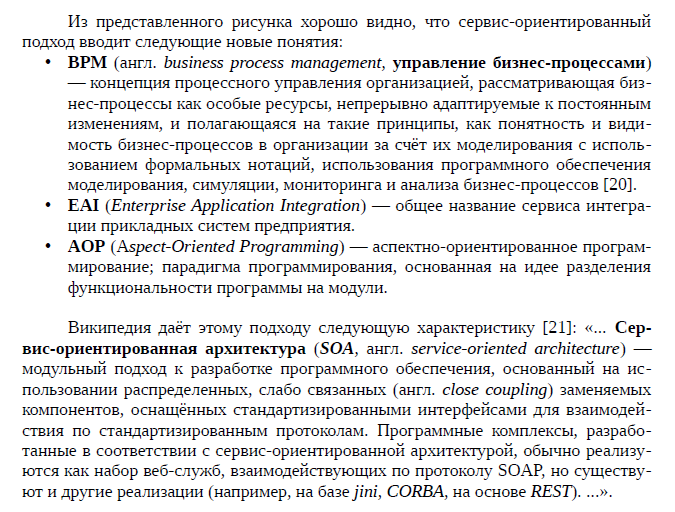 Из представленного рисунка хорошо видно, что сервис-ориентированный
подход вводит следующие новые понятия:
• BPM (англ. business process management, управление бизнес-процессами)
— концепция процессного управления организацией, рассматривающая биз-
нес-процессы как особые ресурсы, непрерывно адаптируемые к постоянным
изменениям, и полагающаяся на такие принципы, как понятность и види-
мость бизнес-процессов в организации за счёт их моделирования с исполь-
зованием формальных нотаций, использования программного обеспечения
моделирования, симуляции, мониторинга и анализа бизнес-процессов [20].
• EAI (Enterprise Application Integration) — общее название сервиса интегра-
ции прикладных систем предприятия.
• AOP (Aspect-Oriented Programming) — аспектно-ориентированное програм-
мирование; парадигма программирования, основанная на идее разделения
функциональности программы на модули.
Википедия даёт этому подходу следующую характеристику [21]: «... Сер-
вис-ориентированная архитектура (SOA, англ. service-oriented architecture) —
модульный подход к разработке программного обеспечения, основанный на ис-
пользовании распределенных, слабо связанных (англ. close coupling) заменяемых
компонентов, оснащённых стандартизированными интерфейсами для взаимодей-
ствия по стандартизированным протоколам. Программные комплексы, разрабо-
танные в соответствии с сервис-ориентированной архитектурой, обычно реализу-
ются как набор веб-служб, взаимодействующих по протоколу SOAP, но существу-
ют и другие реализации (например, на базе jini, CORBA, на основе REST). ...».